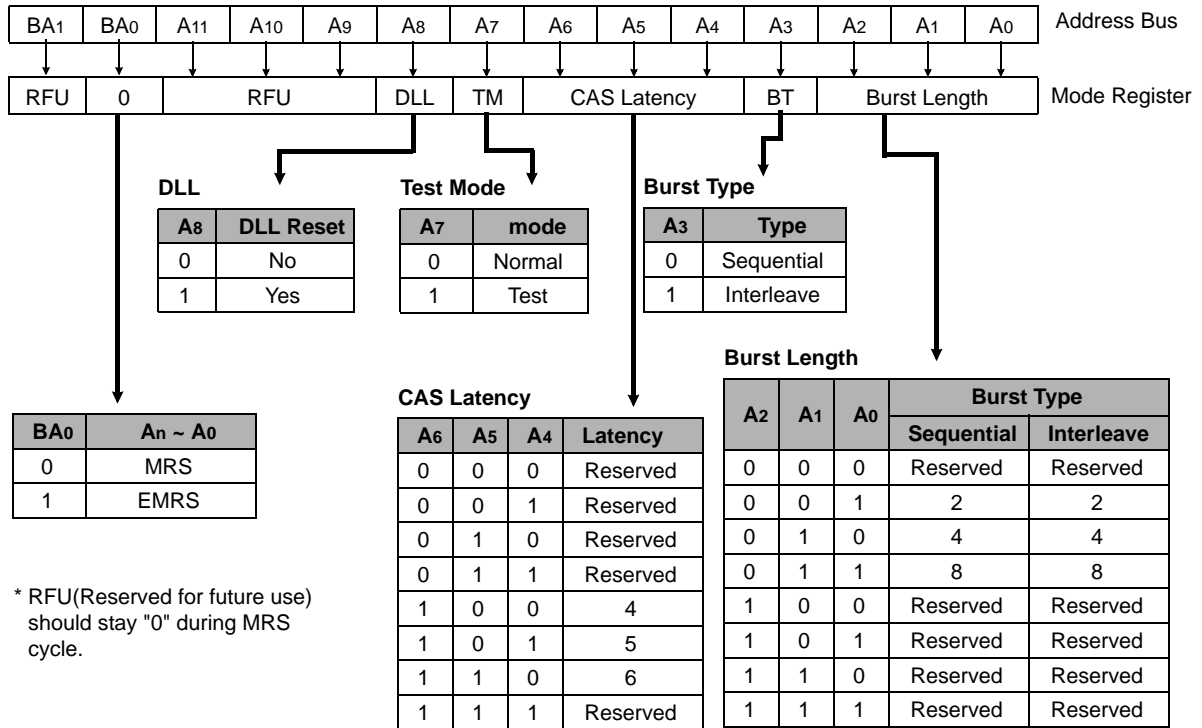 BA1 BA0 A11 A10 A9 A8 A7 A6 A5 A4 A3 A2 A1 A0 Address Bus
RFU 0 RFU DLL TM CAS Latency BT Burst Length Mode Register
DLL
A8 DLL Reset
0 No
1 Yes
Test Mode
A7 mode
0 Normal
1 Test
Burst Type
A3 Type
0 Sequential
1 Interleave
BA0 An ~ A0
0 MRS
1 EMRS
* RFU(Reserved for future use)
should stay "0" during MRS
cycle.
CAS Latency
A6 A5 A4 Latency
0 0 0 Reserved
0 0 1 Reserved
0 1 0 Reserved
0 1 1 Reserved
1 0 0 4
1 0 1 5
1 1 0 6
1 1 1 Reserved
Burst Length
A2 A1 A0 Burst Type
Sequential Interleave
0 0 0 Reserved Reserved
0 0 1 2 2
0 1 0 4 4
0 1 1 8 8
1 0 0 Reserved Reserved
1 0 1 Reserved Reserved
1 1 0 Reserved Reserved
1 1 1 Reserved Reserved